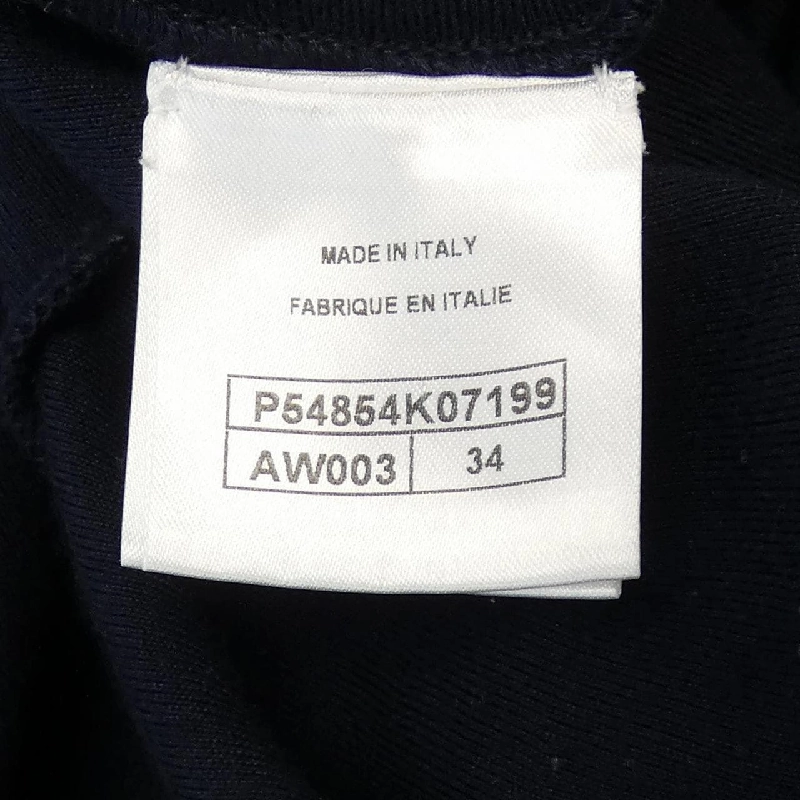 MADE IN ITALY
FABRIQUE EN ITALIE
P54854K07199
AW003 34